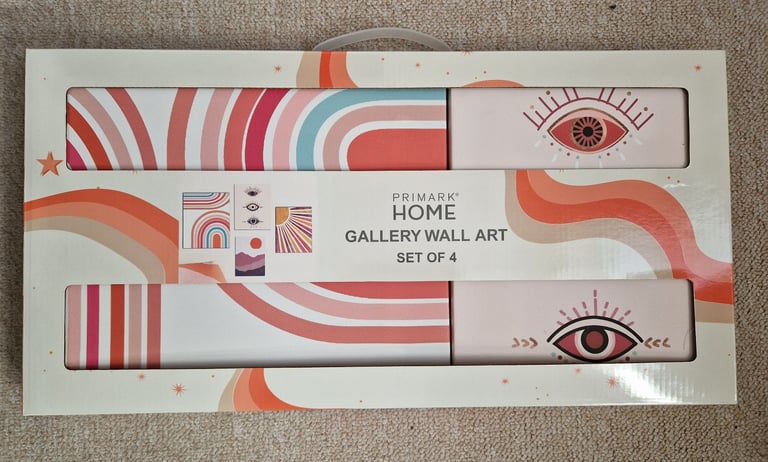 PRIMARK®
HOME
GALLERY WALL ART
SET OF 4